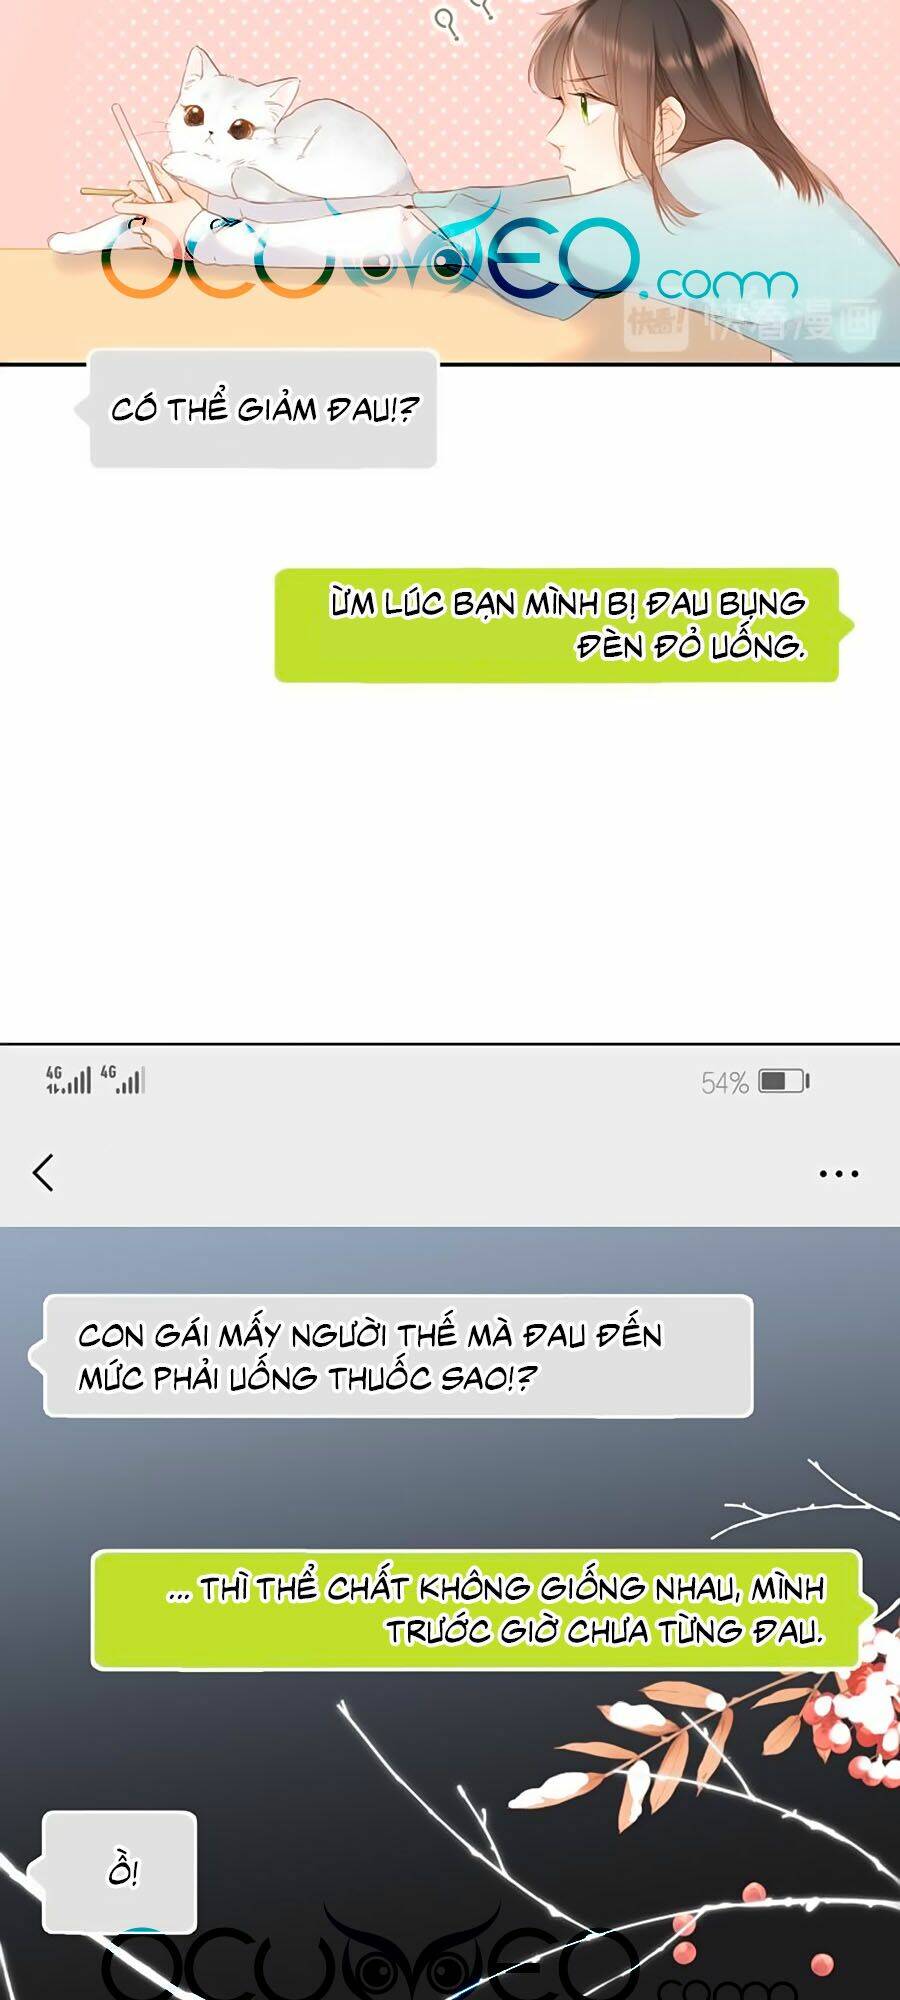 OCUMEO.com
快看! 快看漫画
CÓ THỂ GIẢM ĐAU!?
ỪM LÚC BẠN MÌNH BỊ ĐAU BỤNG
ĐÈN ĐỎ UỐNG.
4G 4G 54%
CON GÁI MẤY NGƯỜI THẾ MÀ ĐAU ĐẾN
MỨC PHẢI UỐNG THUỐC SAO!?
... THÌ THỂ CHẤT KHÔNG GIỐNG NHAU, MÌNH
TRƯỚC GIỜ CHƯA TỪNG ĐAU.
Ồ!
OCUMEO.com